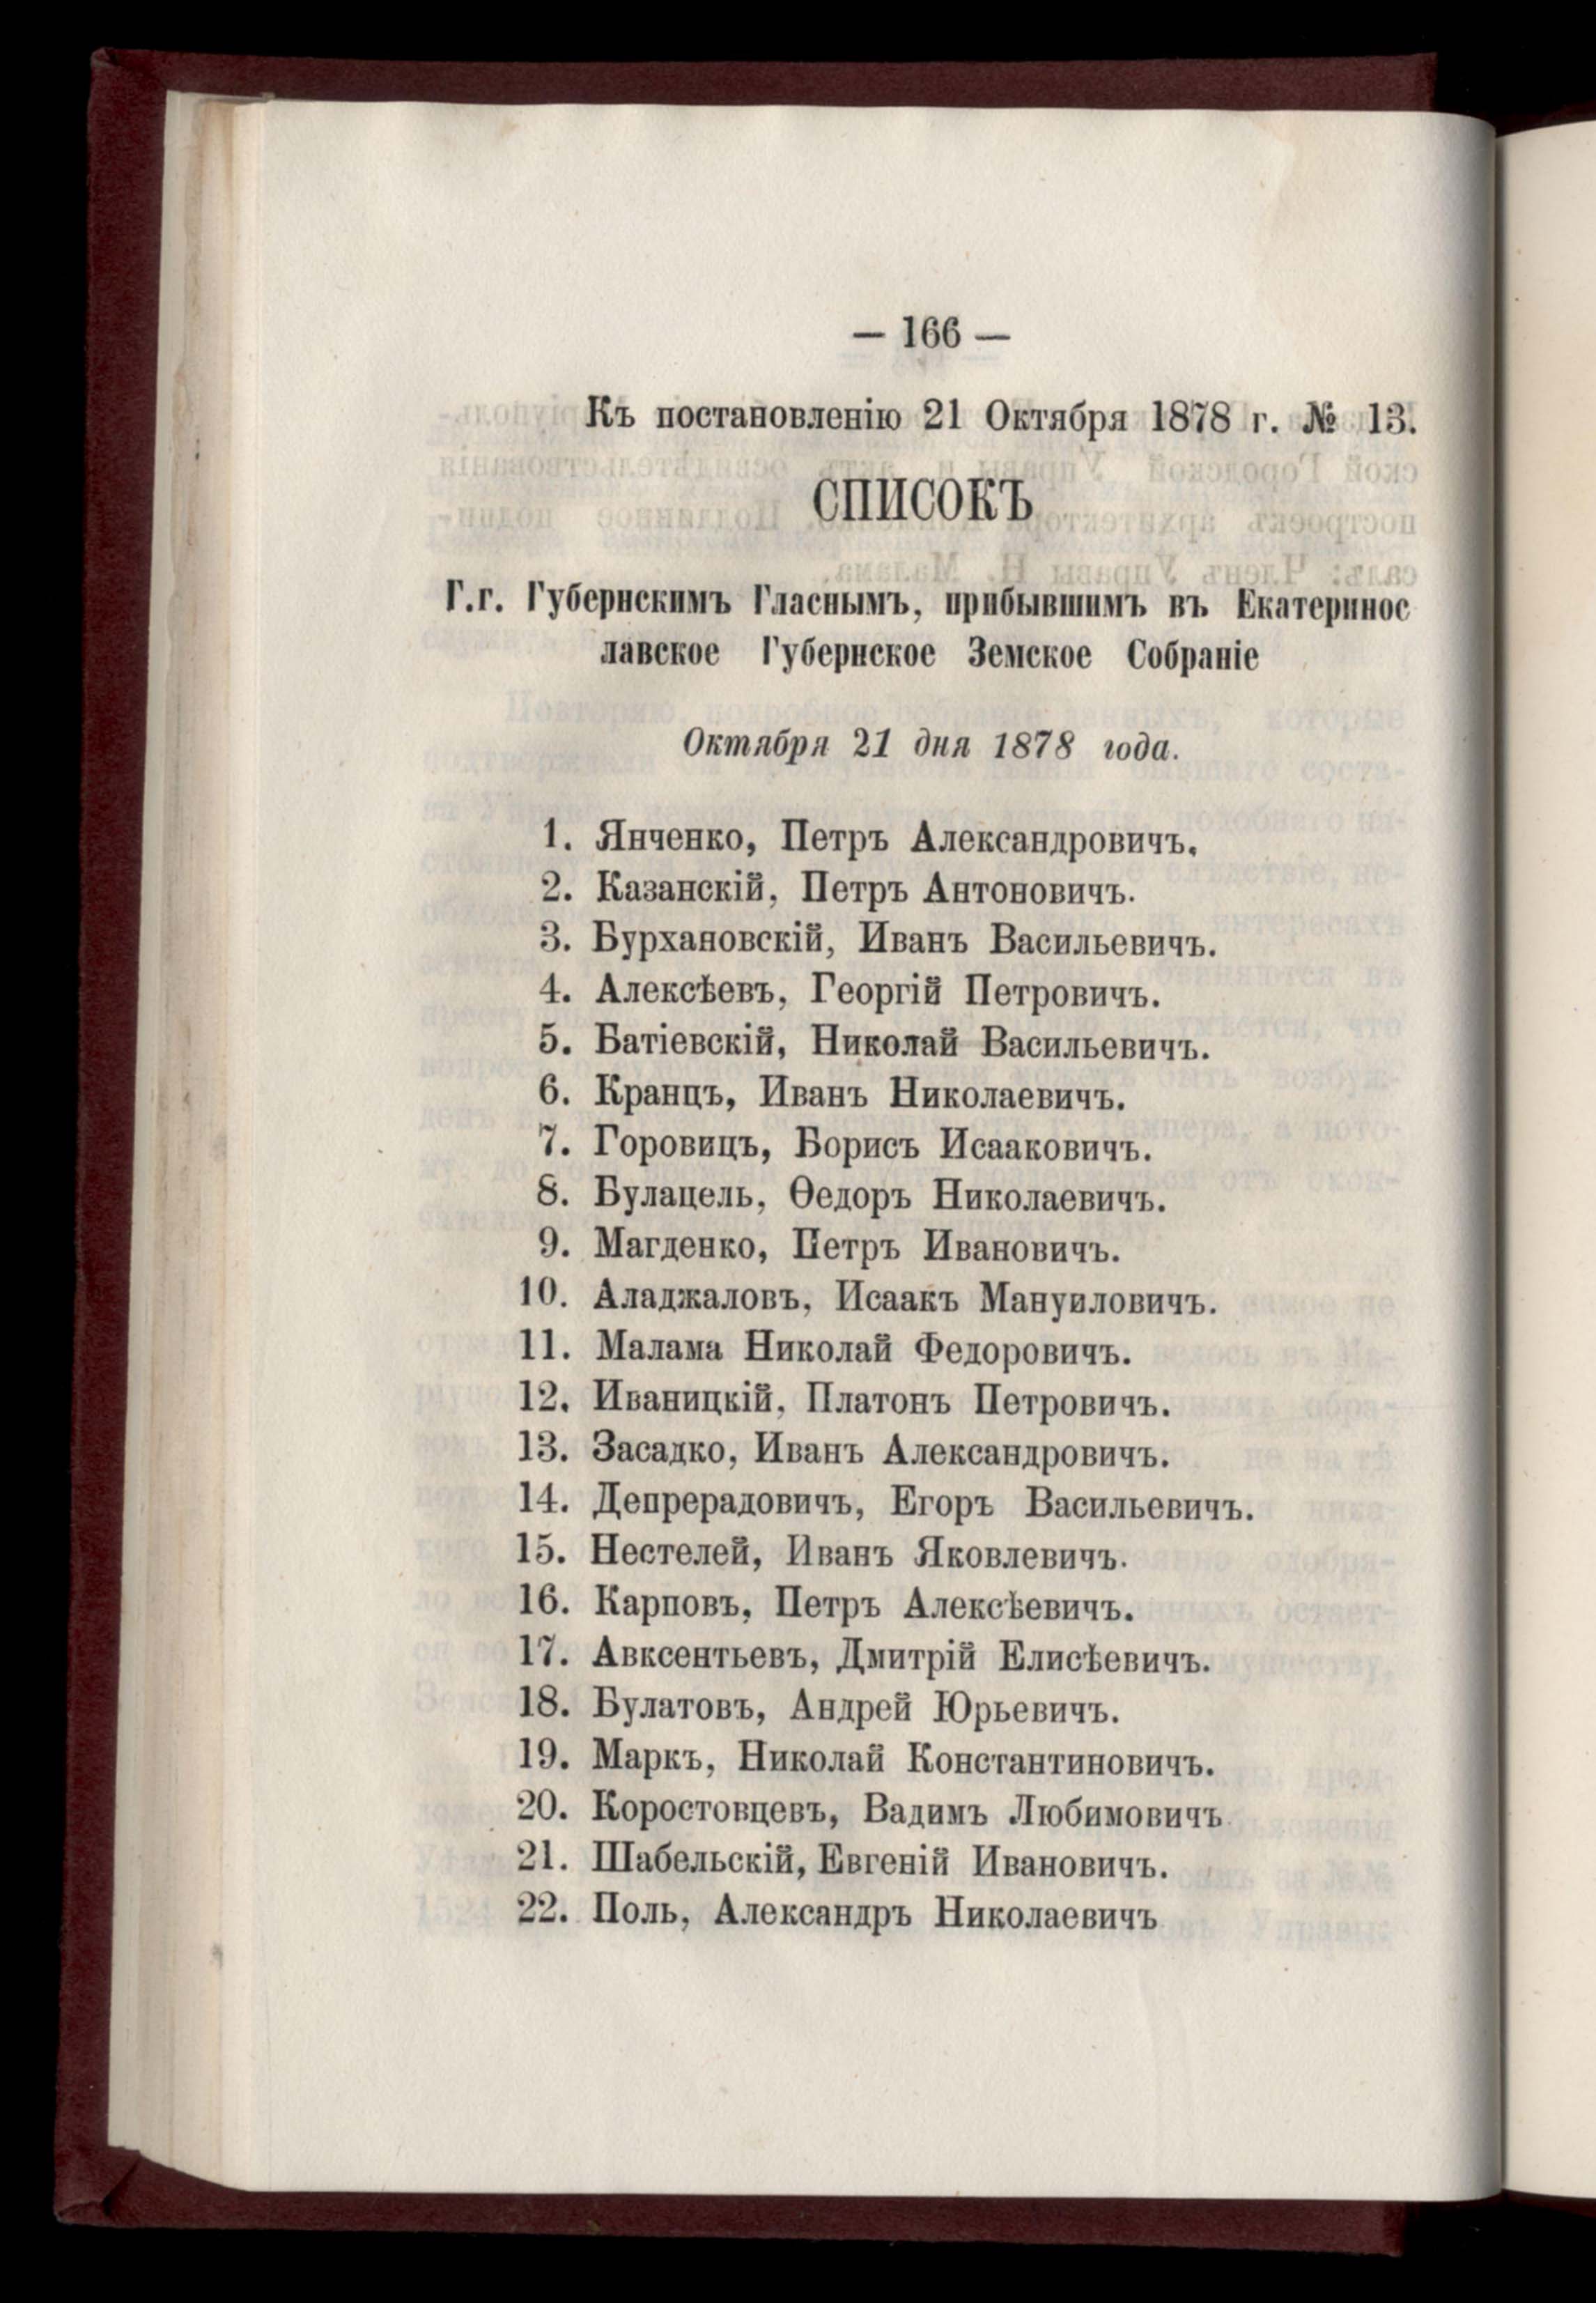 — 166 —
Къ постановленію 21 Октября 1878 г. № 13.
СПИСОКЪ
Г.г. Губернскимъ Гласнымъ, прибывшимъ въ Екатеринос
лавское Губернское Земское Собраніе
Октября 21 дня 1878 года.
1. Янченко, Петръ Александровичъ.
2. Казанскій, Петръ Антоновичъ.
3. Бурхановскій, Иванъ Васильевичъ.
4. Алексѣевъ, Георгій Петровичъ.
5. Батіевскій, Николай Васильевичъ.
6. Кранцъ, Иванъ Николаевичъ.
7. Горовицъ, Борисъ Исааковичъ.
8. Булацель, Ѳедоръ Николаевичъ.
9. Магденко, Петръ Ивановичъ.
10. Аладжаловъ, Исаакъ Мануиловичъ.
11. Малама Николай Федоровичъ.
12. Иваницкій, Платонъ Петровичъ.
13. Засадко, Иванъ Александровичъ.
14. Депрерадовичъ, Егоръ Васильевичъ.
15. Нестелей, Иванъ Яковлевичъ.
16. Карповъ, Петръ Алексѣевичъ.
17. Авксентьевъ, Дмитрій Елисѣевичъ.
18. Булатовъ, Андрей Юрьевичъ.
19. Маркъ, Николай Константиновичъ.
20. Коростовцевъ, Вадимъ Любимовичъ
21. Шабельскій, Евгеній Ивановичъ.
22. Поль, Александръ Николаевичъ